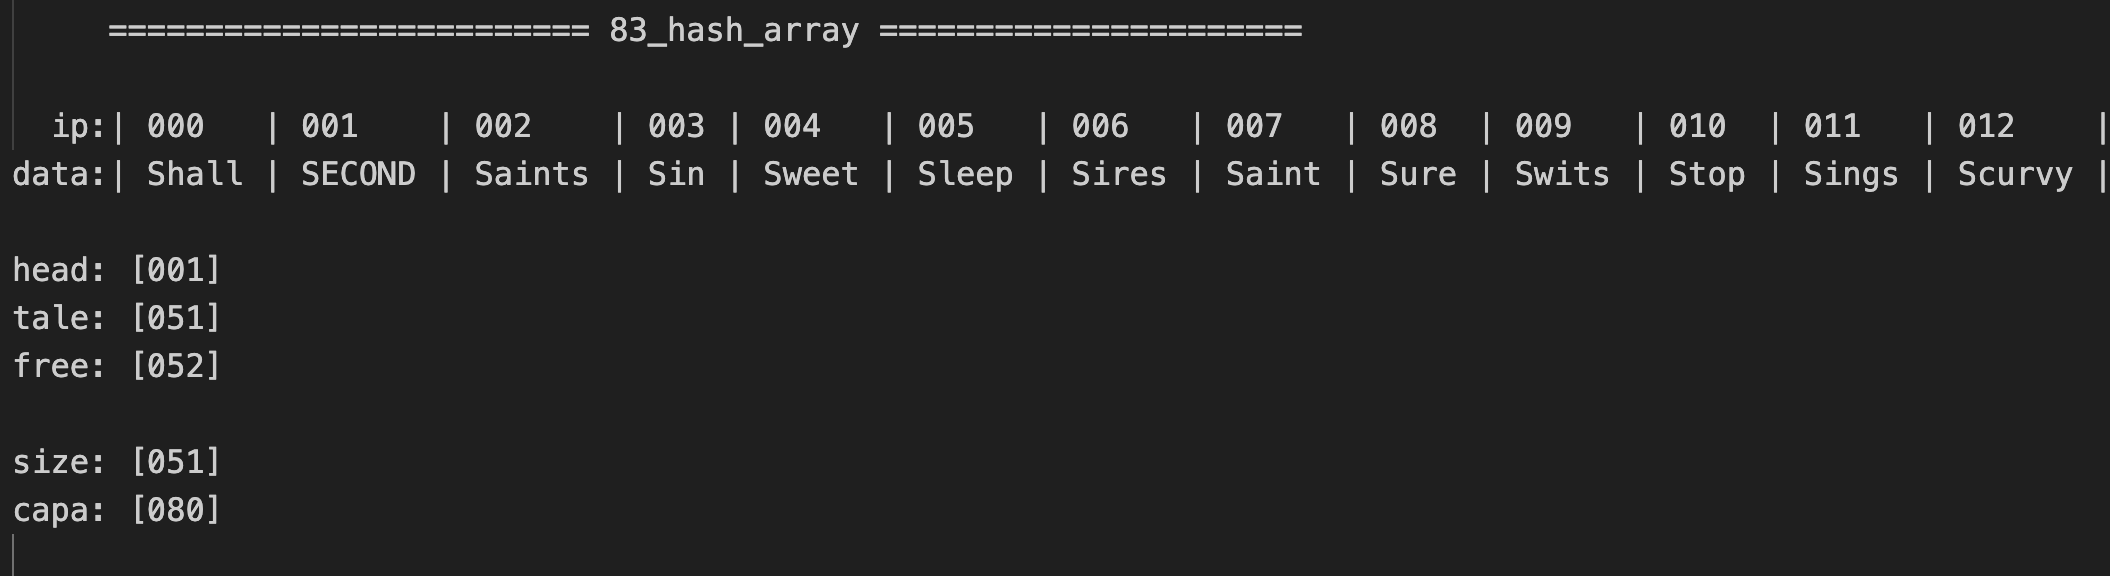 ========================= 83_hash_array ======================
ip:| 000   | 001    | 002    | 003 | 004   | 005   | 006   | 007   | 008  | 009   | 010  | 011   | 012    |
data:| Shall | SECOND | Saints | Sin | Sweet | Sleep | Sires | Saint | Sure | Swits | Stop | Sings | Scurvy |
head: [001]
tale: [051]
free: [052]
size: [051]
capa: [080]